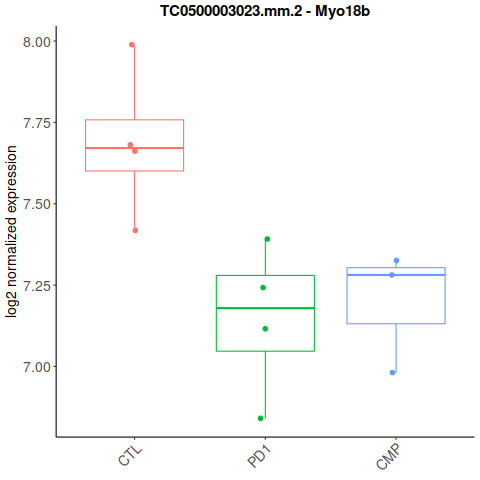 TC0500003023.mm.2 - Myo18b
log2 normalized expression
8.00
7.75
7.50
7.25
7.00
CTL
PD1
CMP